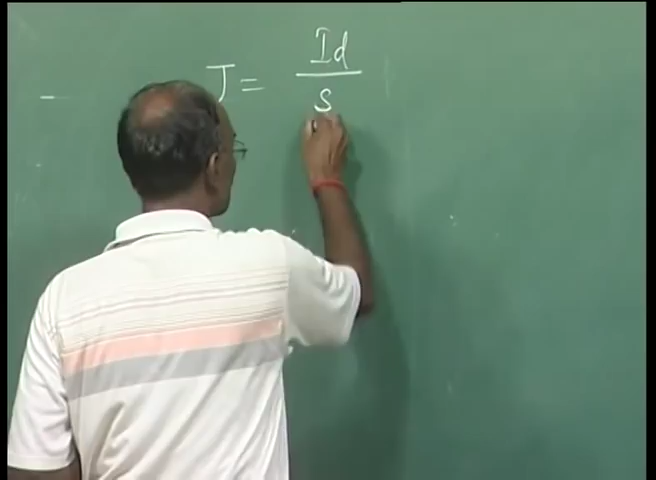 J = Id / s